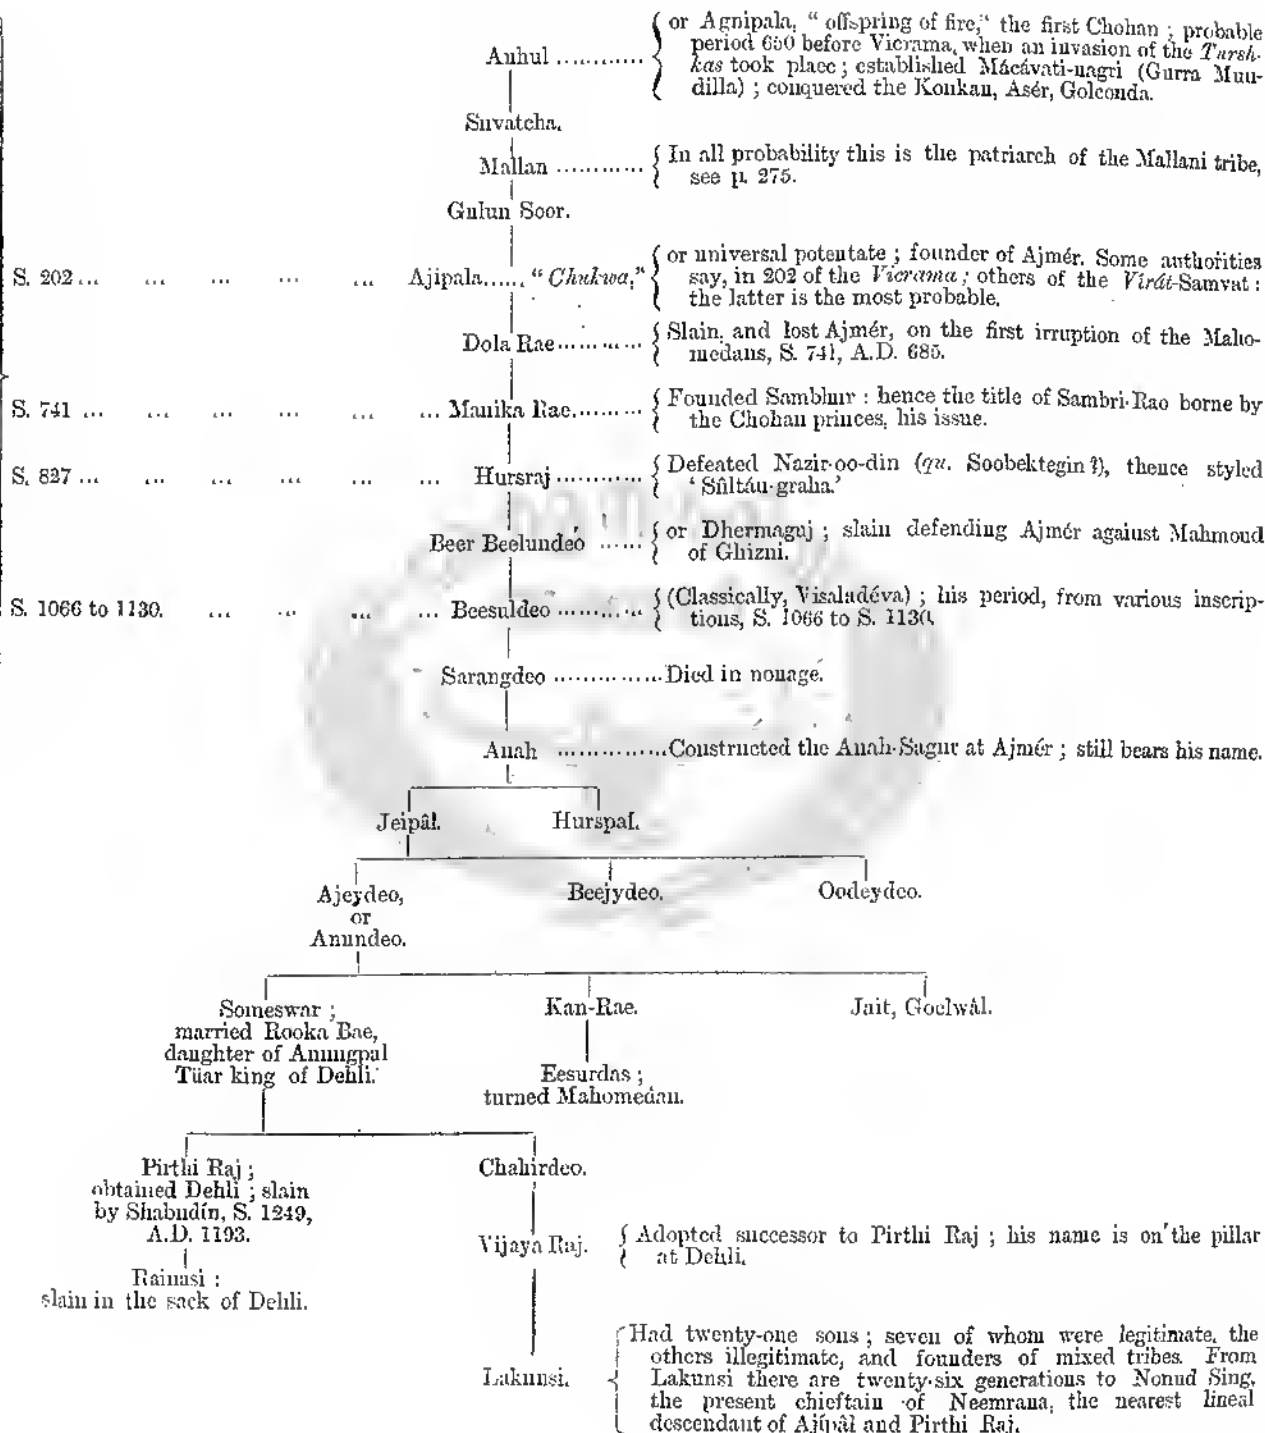 or Agnipala, "offspring of fire," the first Chohan ; probable
Anhul ............ period 650 before Vicrama, when an invasion of the Tursh-
kas took place ; established Mácávati-nagri (Gurra Mun-
dilla) ; conquered the Konkan, Asér, Golconda.
Suvatcha.
Mallan ............ In all probability this is the patriarch of the Mallani tribe,
see p. 275.
Gulun Soor.
or universal potentate ; founder of Ajmér. Some authorities
S. 202 ... ... ... ... ... Ajipala...... "Chukwa," say, in 202 of the Vicrama ; others of the Virát-Samvat :
the latter is the most probable.
Dola Rae ............ Slain, and lost Ajmér, on the first irruption of the Maho-
medans, S. 741, A.D. 685.
S. 741 ... ... ... ... ... ... Manika Rae......... Founded Sambhur : hence the title of Sambri-Rao borne by
the Chohan princes, his issue.
S. 827 ... ... ... ... ... ... Hursraj ............ Defeated Nazir-oo-din (qu. Soobektegin ?), thence styled
'Sûltán-graha.'
Beer Beelundeo ...... or Dhermaguj ; slain defending Ajmér against Mahmoud
of Ghizni.
S. 1066 to 1130. ... ... ... ... Beesuldeo ............ (Classically, Visaladéva) ; his period, from various inscrip-
tions, S. 1066 to S. 1130.
Sarangdeo ...............Died in nonage.
Anah ...............Constructed the Anah-Sagur at Ajmér ; still bears his name.
Jeipâl. Hurspal.
Ajeydeo, Beejydeo. Oodeydeo.
or
Anundeo.
Someswar ; Kan-Rae. Jait, Goelwâl.
married Rooka Bae,
daughter of Anungpal
Tüar king of Dehli.
Eesurdas ;
turned Mahomedan.
Pirthi Raj ; Chahirdeo.
obtained Dehli ; slain
by Shabudín, S. 1249,
A.D. 1193.
Vijaya Raj. Adopted successor to Pirthi Raj ; his name is on the pillar
at Dehli.
Rainasi :
slain in the sack of Dehli.
Had twenty-one sons ; seven of whom were legitimate, the
others illegitimate, and founders of mixed tribes. From
Lakunsi. Lakunsi there are twenty-six generations to Nonud Sing,
the present chieftain of Neemrana, the nearest lineal
descendant of Ajípâl and Pirthi Raj.